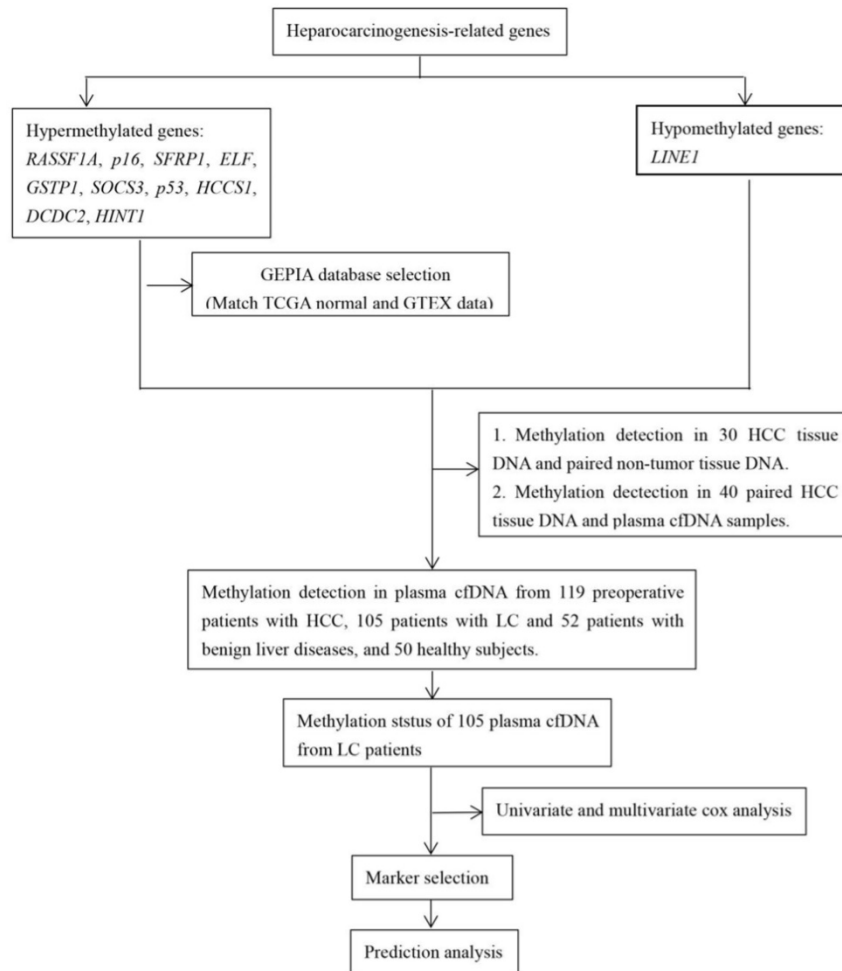 Heparocarcinogenesis-related genes
Hypermethylated genes:
RASSF1A, p16, SFRP1, ELF,
GSTP1, SOCS3, p53, HCCS1,
DCDC2, HINT1
Hypomethylated genes:
LINE1
GEPIA database selection
(Match TCGA normal and GTEX data)
1. Methylation detection in 30 HCC tissue
DNA and paired non-tumor tissue DNA.
2. Methylation dectection in 40 paired HCC
tissue DNA and plasma cfDNA samples.
Methylation detection in plasma cfDNA from 119 preoperative
patients with HCC, 105 patients with LC and 52 patients with
benign liver diseases, and 50 healthy subjects.
Methylation ststus of 105 plasma cfDNA
from LC patients
Univariate and multivariate cox analysis
Marker selection
Prediction analysis